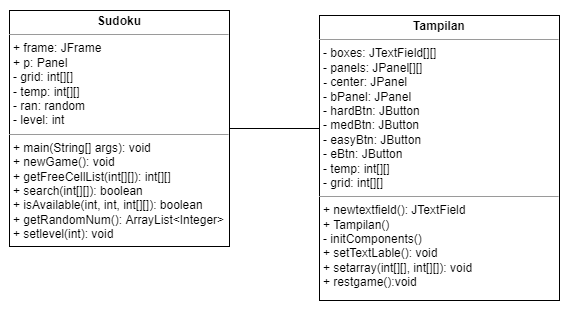 Sudoku
+ frame: JFrame
+ p: Panel
- grid: int[][]
- temp: int[][]
- ran: random
- level: int
+ main(String[] args): void
+ newGame(): void
+ getFreeCellList(int[][]): int[][]
+ search(int[][]): boolean
+ isAvailable(int, int, int[][]): boolean
+ getRandomNum(): ArrayList<Integer>
+ setlevel(int): void
Tampilan
- boxes: JTextField[][]
- panels: JPanel[][]
- center: JPanel
- bPanel: JPanel
- hardBtn: JButton
- medBtn: JButton
- easyBtn: JButton
- eBtn: JButton
- temp: int[][]
- grid: int[][]
+ newtextfield(): JTextField
+ Tampilan()
- initComponents()
+ setTextLable(): void
+ setarray(int[][], int[][]): void
+ restgame():void